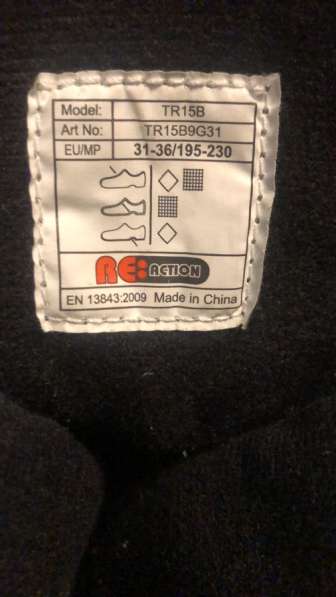 Model: TR15B
Art No: TR15B9G31
EU/MP 31-36/195-230
RE:ACTION
EN 13843:2009 Made in China